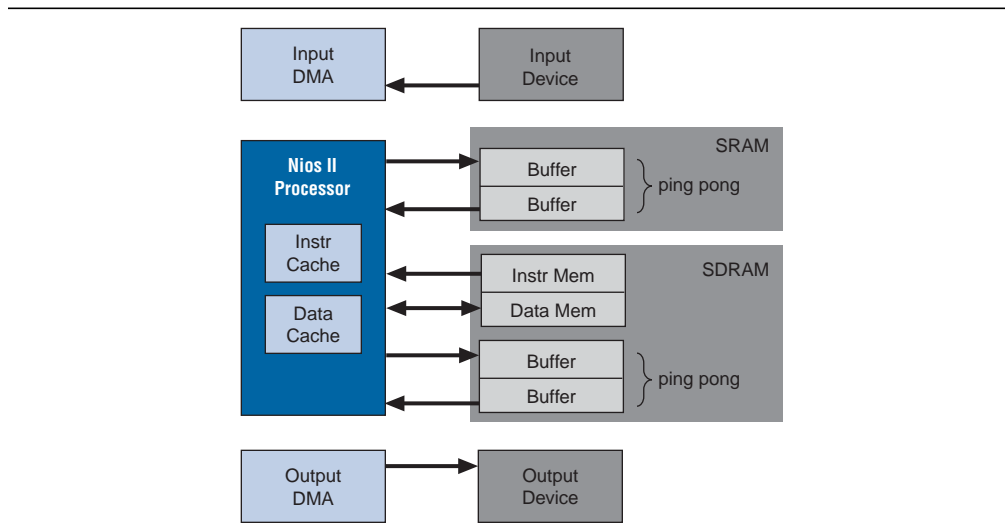 Input
DMA
Input
Device
Nios II
Processor
Instr
Cache
Data
Cache
SRAM
Buffer
Buffer
ping pong
SDRAM
Instr Mem
Data Mem
Buffer
Buffer
ping pong
Output
DMA
Output
Device